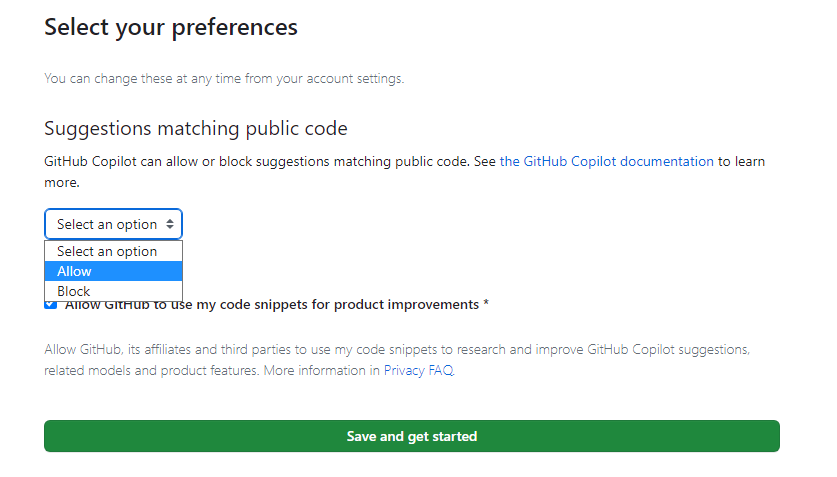 Select your preferences
You can change these at any time from your account settings.
Suggestions matching public code
GitHub Copilot can allow or block suggestions matching public code. See the GitHub Copilot documentation to learn
more.
Select an option
Select an option
Allow
Block
Allow GitHub to use my code snippets for product improvements *
Allow GitHub, its affiliates and third parties to use my code snippets to research and improve GitHub Copilot suggestions,
related models and product features. More information in Privacy FAQ.
Save and get started